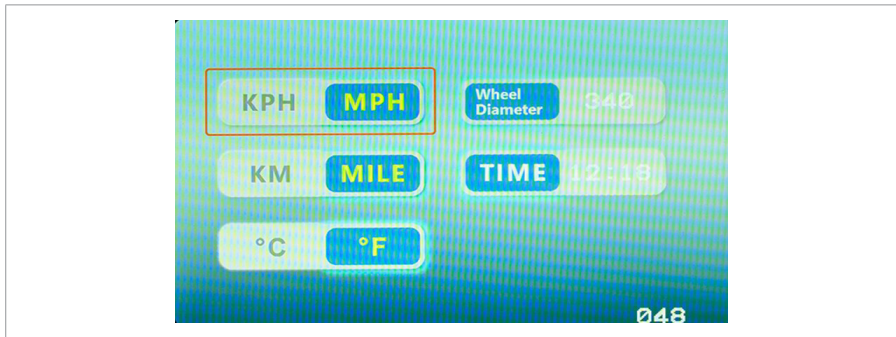 KPH MPH
Wheel
Diameter 340
KM MILE
TIME 12:18
°C °F
048